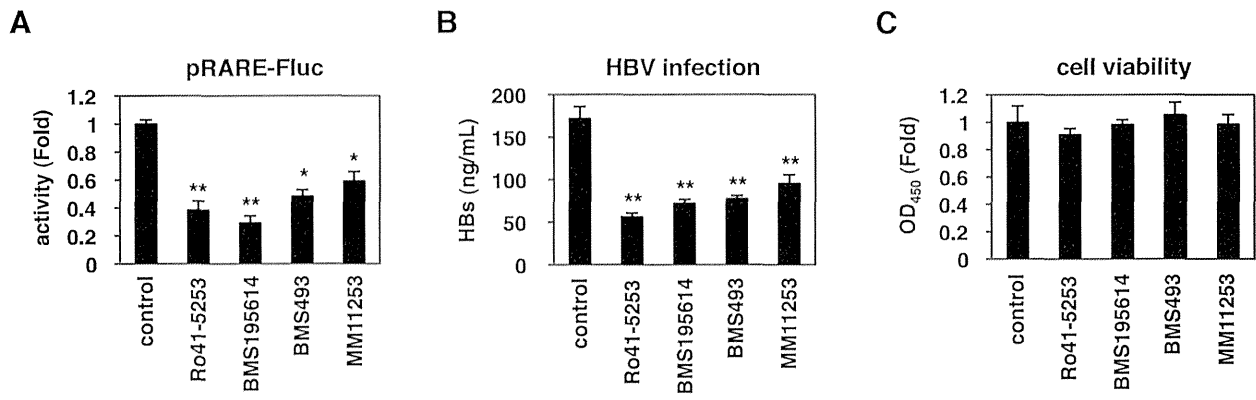 A
pRARE-Fluc
activity (Fold)
1.2
1
0.8
0.6
0.4
0.2
0
**
**
*
*
control
Ro41-5253
BMS195614
BMS493
MM11253
B
HBV infection
HBs (ng/mL)
200
150
100
50
0
**
**
**
**
control
Ro41-5253
BMS195614
BMS493
MM11253
C
cell viability
OD450 (Fold)
1.2
1
0.8
0.6
0.4
0.2
0
control
Ro41-5253
BMS195614
BMS493
MM11253